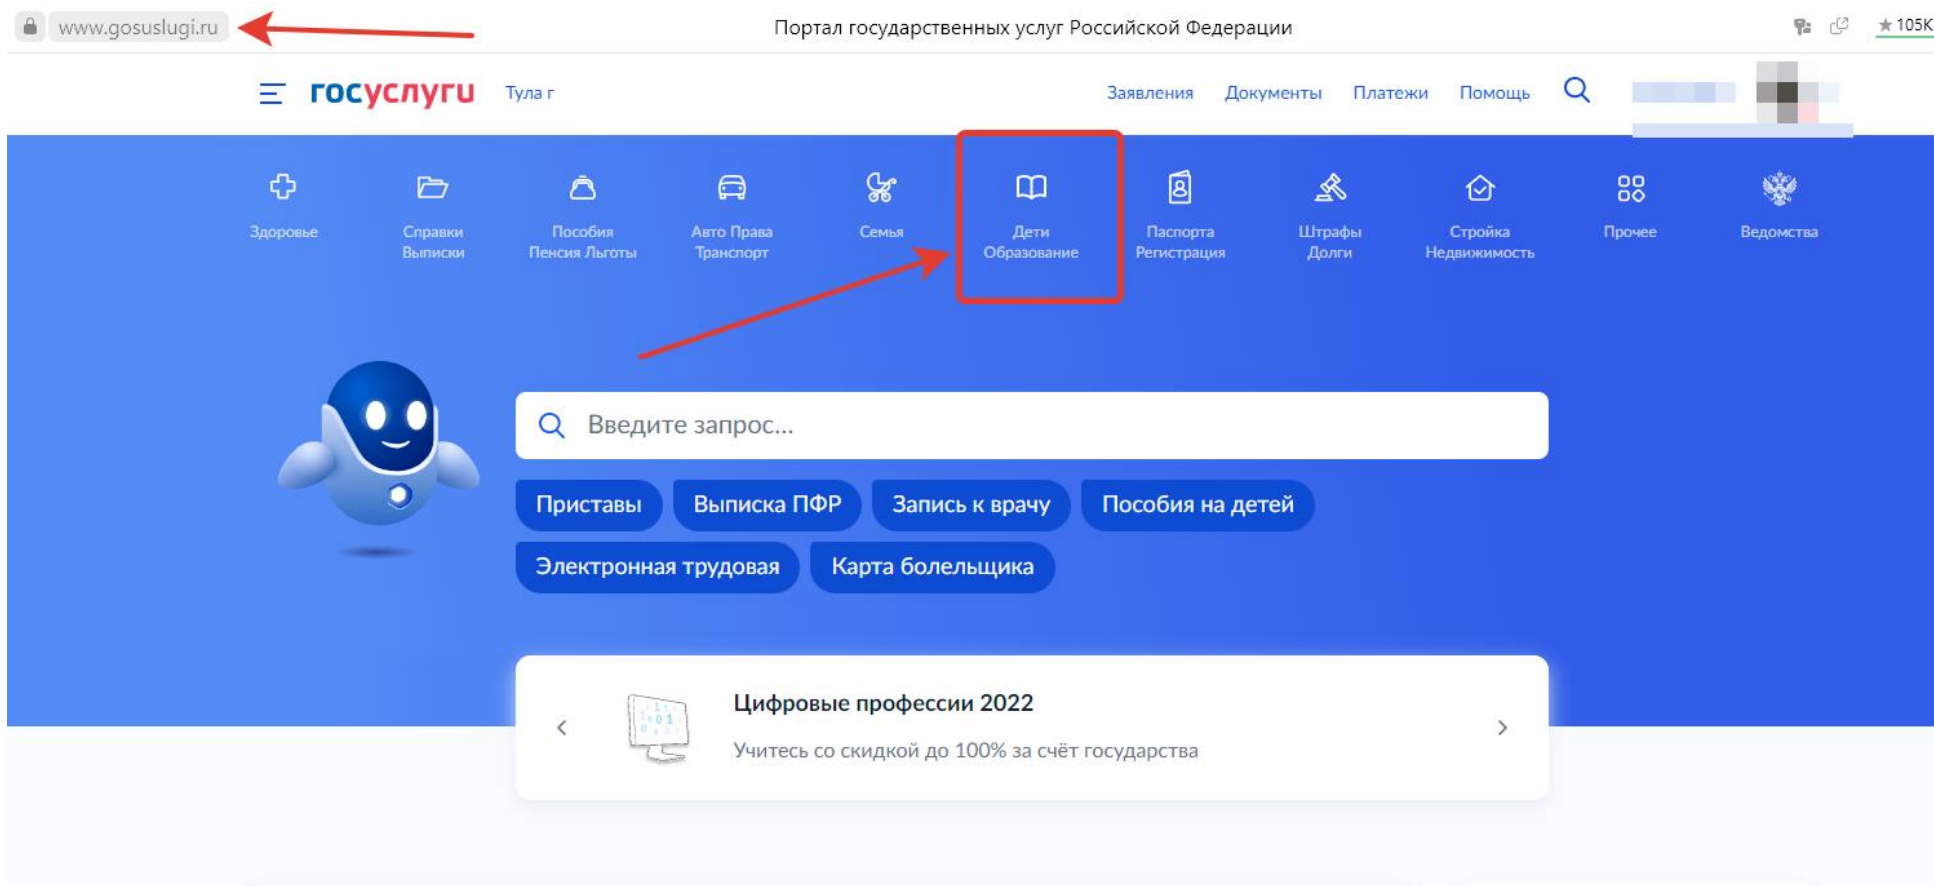 www.gosuslugi.ru
Портал государственных услуг Российской Федерации
★ 105K
госуслуги
Тула г
Заявления Документы Платежи Помощь
Здоровье
Справки
Выписки
Пособия
Пенсия Льготы
Авто Права
Транспорт
Семья
Дети
Образование
Паспорта
Регистрация
Штрафы
Долги
Стройка
Недвижимость
Прочее
Ведомства
Введите запрос...
Приставы Выписка ПФР Запись к врачу Пособия на детей
Электронная трудовая Карта болельщика
Цифровые профессии 2022
Учитесь со скидкой до 100% за счёт государства